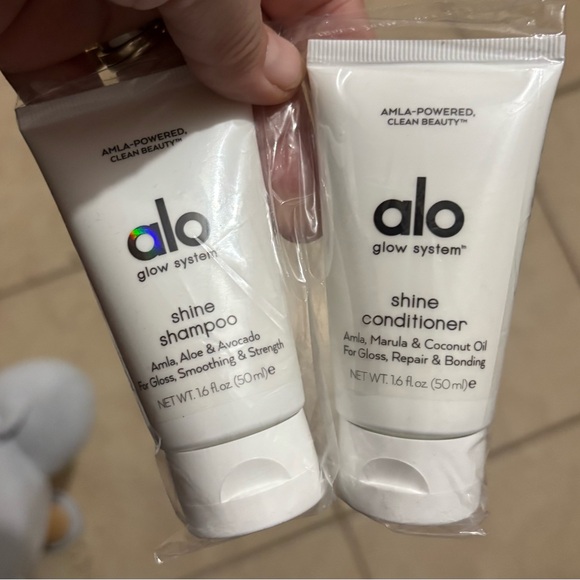 AMLA-POWERED,
CLEAN BEAUTY™
alo
glow system
shine
shampoo
Amla, Aloe & Avocado
For Gloss, Smoothing & Strength
NET WT. 1.6 fl.oz (50ml)℮
AMLA-POWERED,
CLEAN BEAUTY™
alo
glow system™
shine
conditioner
Amla, Marula & Coconut Oil
For Gloss, Repair & Bonding
NET WT. 1.6 fl.oz (50ml)℮